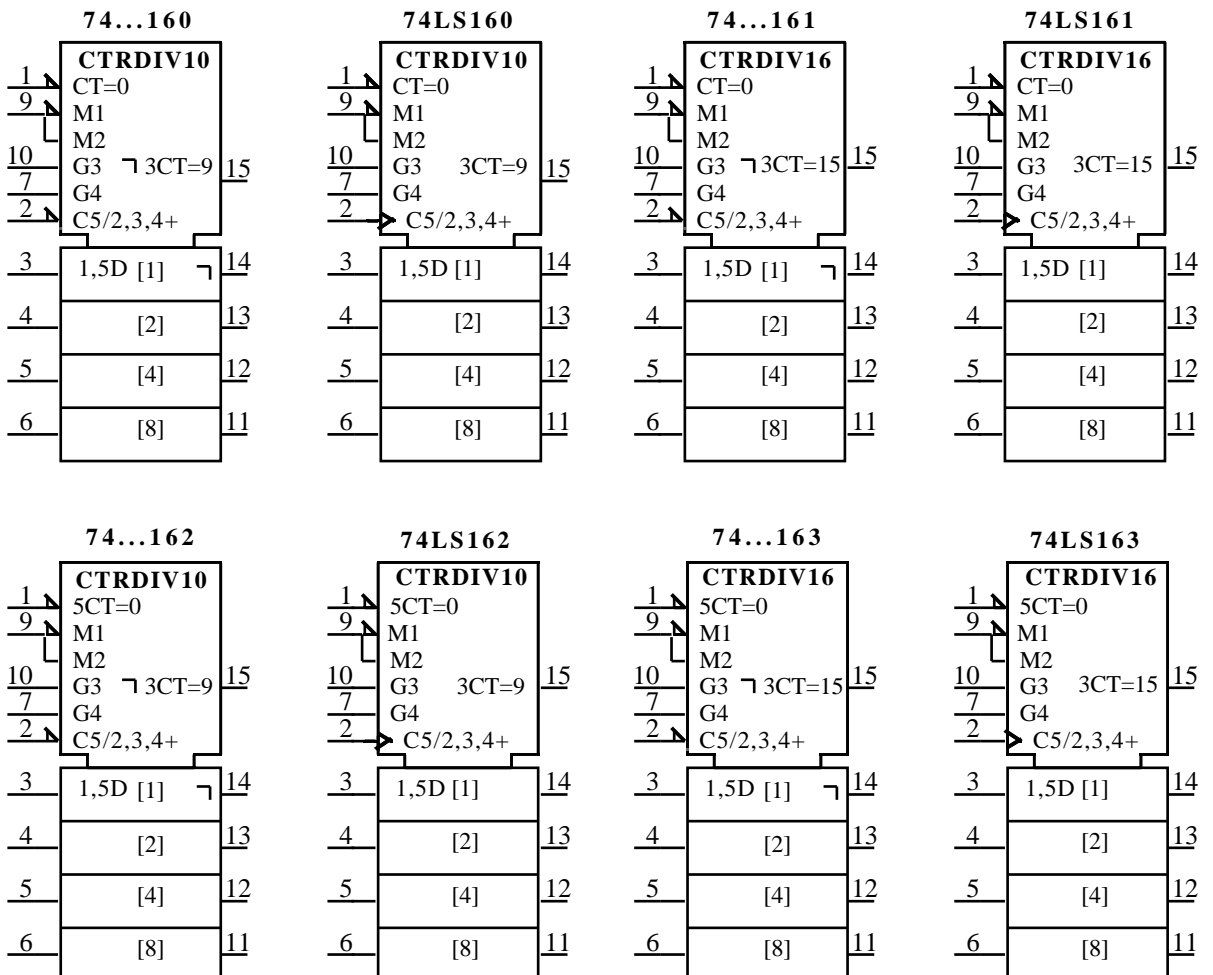 74...160
CTRDIV10
1 CT=0
9 M1
M2
10 G3 ¬ 3CT=9 15
7 G4
2 C5/2,3,4+
3 1,5D [1] ¬ 14
4 [2] 13
5 [4] 12
6 [8] 11
74LS160
CTRDIV10
1 CT=0
9 M1
M2
10 G3 3CT=9 15
7 G4
2 C5/2,3,4+
3 1,5D [1] 14
4 [2] 13
5 [4] 12
6 [8] 11
74...161
CTRDIV16
1 CT=0
9 M1
M2
10 G3 ¬ 3CT=15 15
7 G4
2 C5/2,3,4+
3 1,5D [1] ¬ 14
4 [2] 13
5 [4] 12
6 [8] 11
74LS161
CTRDIV16
1 CT=0
9 M1
M2
10 G3 3CT=15 15
7 G4
2 C5/2,3,4+
3 1,5D [1] 14
4 [2] 13
5 [4] 12
6 [8] 11
74...162
CTRDIV10
1 5CT=0
9 M1
M2
10 G3 ¬ 3CT=9 15
7 G4
2 C5/2,3,4+
3 1,5D [1] ¬ 14
4 [2] 13
5 [4] 12
6 [8] 11
74LS162
CTRDIV10
1 5CT=0
9 M1
M2
10 G3 3CT=9 15
7 G4
2 C5/2,3,4+
3 1,5D [1] 14
4 [2] 13
5 [4] 12
6 [8] 11
74...163
CTRDIV16
1 5CT=0
9 M1
M2
10 G3 ¬ 3CT=15 15
7 G4
2 C5/2,3,4+
3 1,5D [1] ¬ 14
4 [2] 13
5 [4] 12
6 [8] 11
74LS163
CTRDIV16
1 5CT=0
9 M1
M2
10 G3 3CT=15 15
7 G4
2 C5/2,3,4+
3 1,5D [1] 14
4 [2] 13
5 [4] 12
6 [8] 11